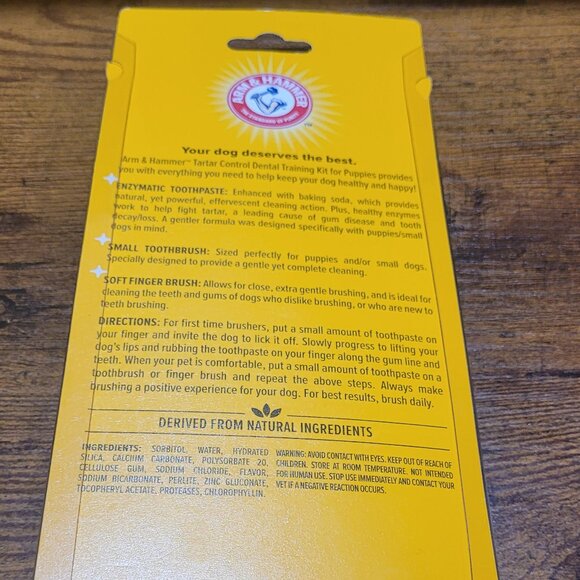 ARM & HAMMER
THE STANDARD OF PURITY
TM
Your dog deserves the best.
Arm & Hammer™ Tartar Control Dental Training Kit for Puppies provides
you with everything you need to help keep your dog healthy and happy!
ENZYMATIC TOOTHPASTE: Enhanced with baking soda, which provides
natural, yet powerful, effervescent cleaning action. Plus, healthy enzymes
work to help fight tartar, a leading cause of gum disease and tooth
decay/loss. A gentler formula was designed specifically with puppies/small
dogs in mind.
SMALL TOOTHBRUSH: Sized perfectly for puppies and/or small dogs.
Specially designed to provide a gentle yet complete cleaning.
SOFT FINGER BRUSH: Allows for close, extra gentle brushing, and is ideal for
cleaning the teeth and gums of dogs who dislike brushing, or who are new to
teeth brushing.
DIRECTIONS: For first time brushers, put a small amount of toothpaste on
your finger and invite the dog to lick it off. Slowly progress to lifting your
dog's lips and rubbing the toothpaste on your finger along the gum line and
teeth. When your pet is comfortable, put a small amount of toothpaste on a
toothbrush or finger brush and repeat the above steps. Always make
brushing a positive experience for your dog. For best results, brush daily.
DERIVED FROM NATURAL INGREDIENTS
INGREDIENTS: SORBITOL, WATER, HYDRATED
SILICA, CALCIUM CARBONATE, POLYSORBATE 20,
CELLULOSE GUM, SODIUM CHLORIDE, FLAVOR,
SODIUM BICARBONATE, PERLITE, ZINC GLUCONATE,
TOCOPHERYL ACETATE, PROTEASES, CHLOROPHYLLIN.
WARNING: AVOID CONTACT WITH EYES. KEEP OUT OF REACH OF
CHILDREN. STORE AT ROOM TEMPERATURE. NOT INTENDED
FOR HUMAN USE. STOP USE IMMEDIATELY AND CONTACT YOUR
VET IF A NEGATIVE REACTION OCCURS.